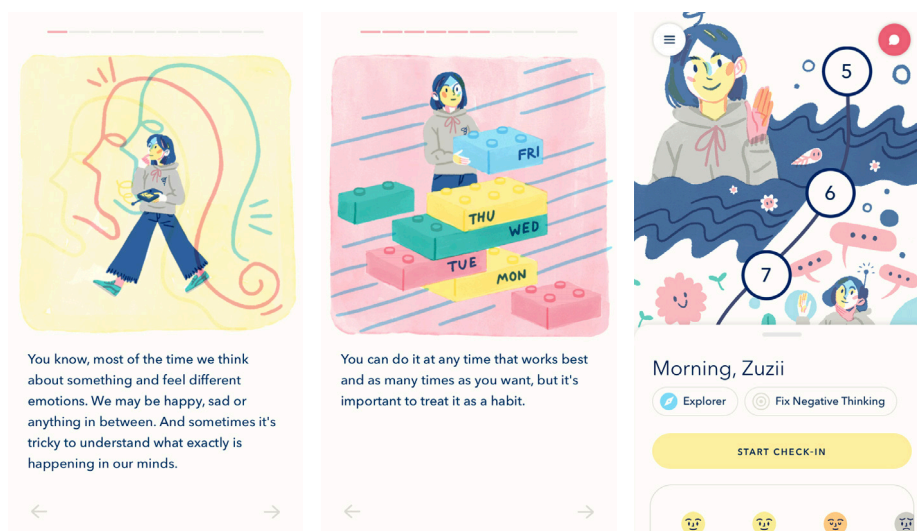 You know, most of the time we think
about something and feel different
emotions. We may be happy, sad or
anything in between. And sometimes it's
tricky to understand what exactly is
happening in our minds.
FRI
THU
WED
TUE
MON
You can do it at any time that works best
and as many times as you want, but it's
important to treat it as a habit.
5
6
7
Morning, Zuzii
Explorer
Fix Negative Thinking
START CHECK-IN